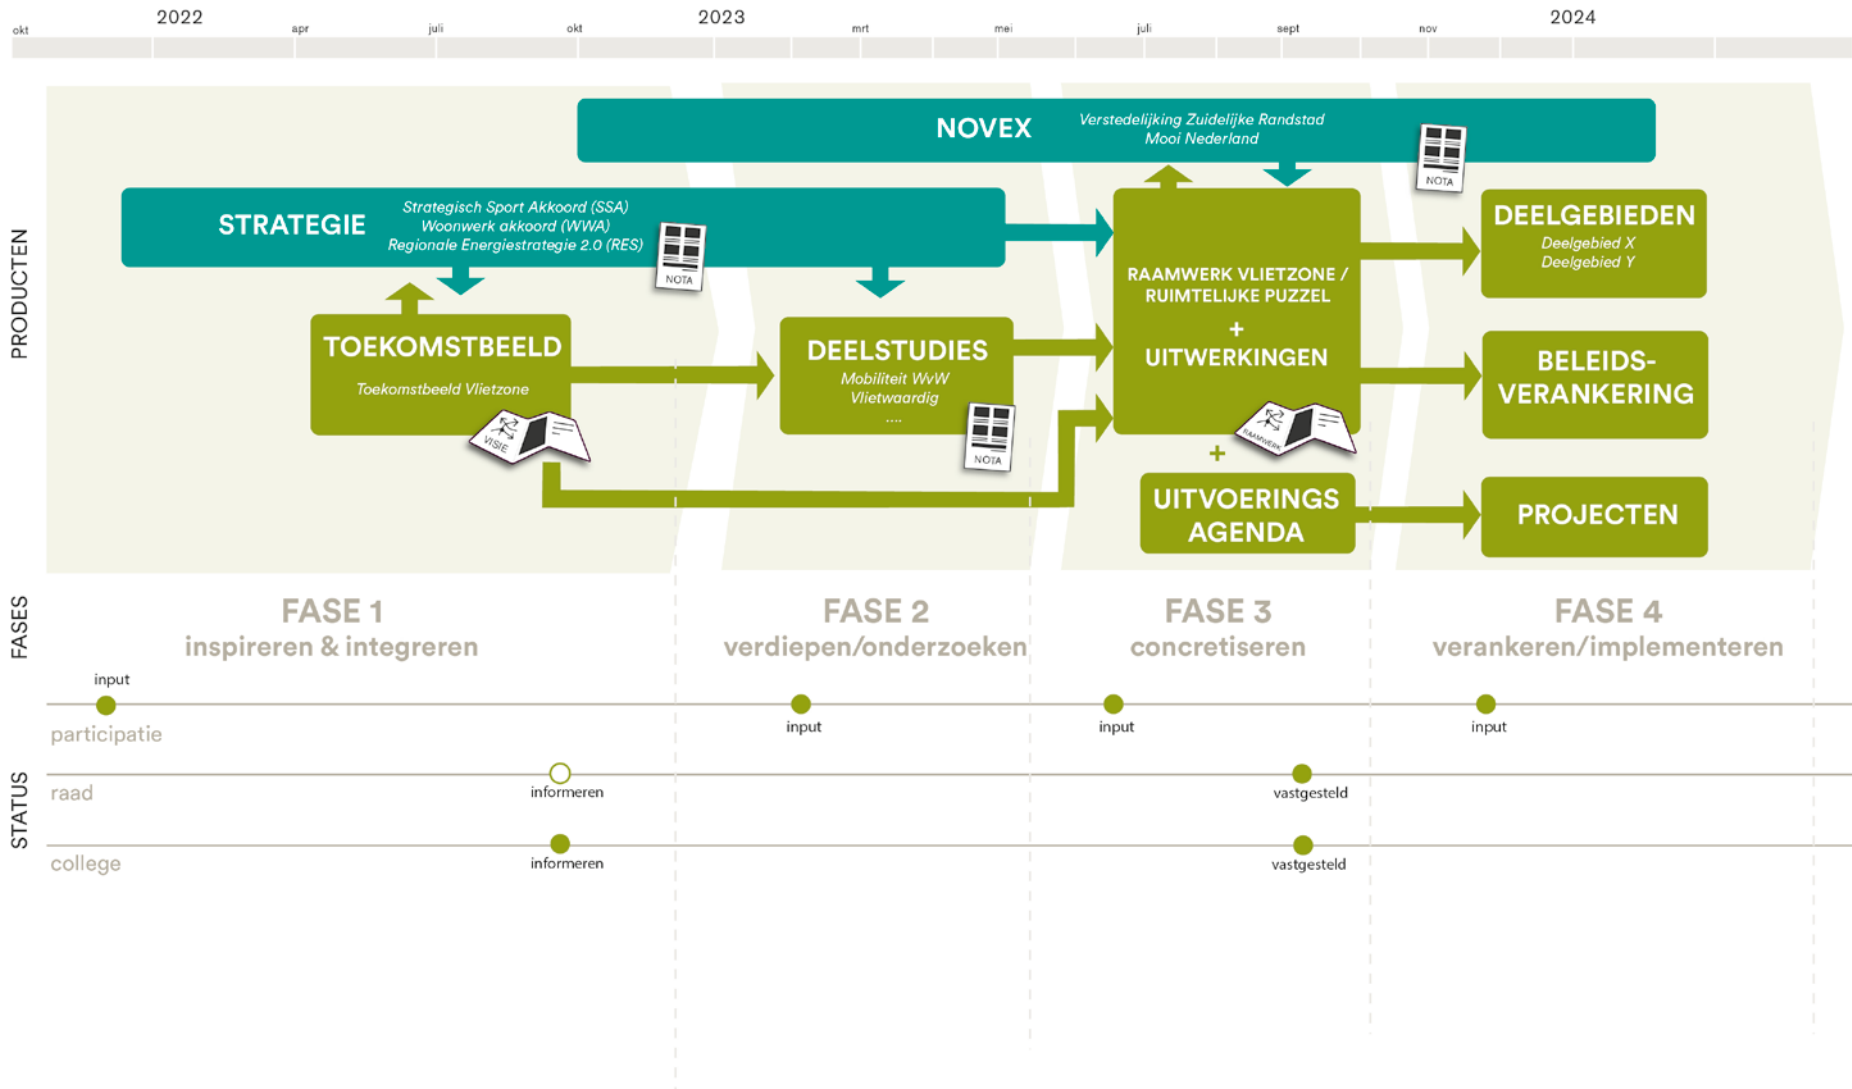 2022
2023
2024
okt
apr
juli
okt
mrt
mei
juli
sept
nov
PRODUCTEN
NOVEX
Verstedelijking Zuidelijke Randstad
Mooi Nederland
NOTA
STRATEGIE
Strategisch Sport Akkoord (SSA)
Woonwerk akkoord (WWA)
Regionale Energiestrategie 2.0 (RES)
NOTA
TOEKOMSTBEELD
Toekomstbeeld Vlietzone
VISIE
DEELSTUDIES
Mobiliteit WvW
Vlietwaardig
....
NOTA
RAAMWERK VLIETZONE /
RUIMTELIJKE PUZZEL
+
UITWERKINGEN
RAAMWERK
+
UITVOERINGS
AGENDA
DEELGEBIEDEN
Deelgebied X
Deelgebied Y
BELEIDS-
VERANKERING
PROJECTEN
FASES
FASE 1
inspireren & integreren
FASE 2
verdiepen/onderzoeken
FASE 3
concretiseren
FASE 4
verankeren/implementeren
STATUS
input
participatie
input
input
input
raad
informeren
vastgesteld
college
informeren
vastgesteld